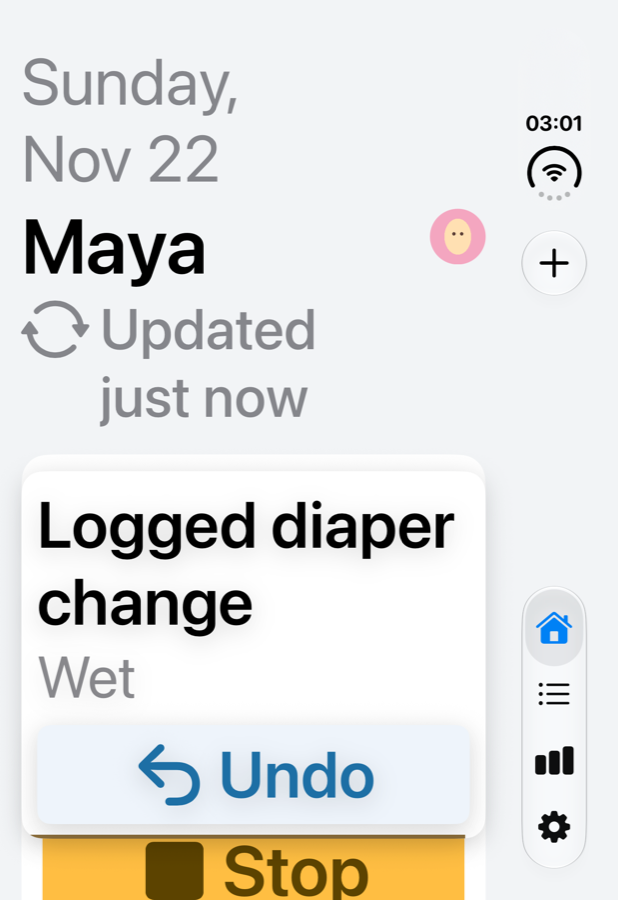 Sunday,
Nov 22
03:01
Maya
Updated
just now
Logged diaper
change
Wet
Undo
Stop